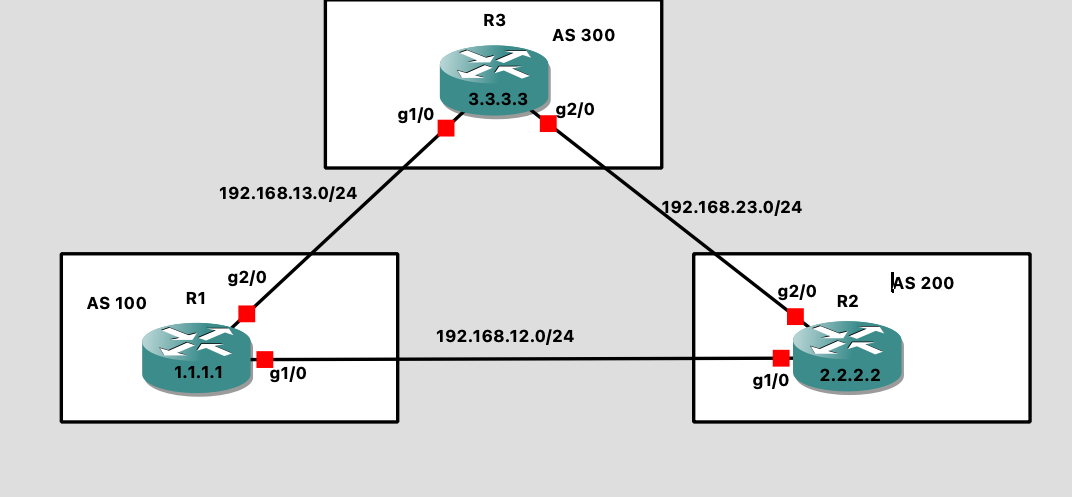 R3
AS 300
3.3.3.3
g1/0
g2/0
192.168.13.0/24
192.168.23.0/24
g2/0
AS 100
R1
1.1.1.1
g1/0
192.168.12.0/24
g2/0
R2
AS 200
g1/0
2.2.2.2